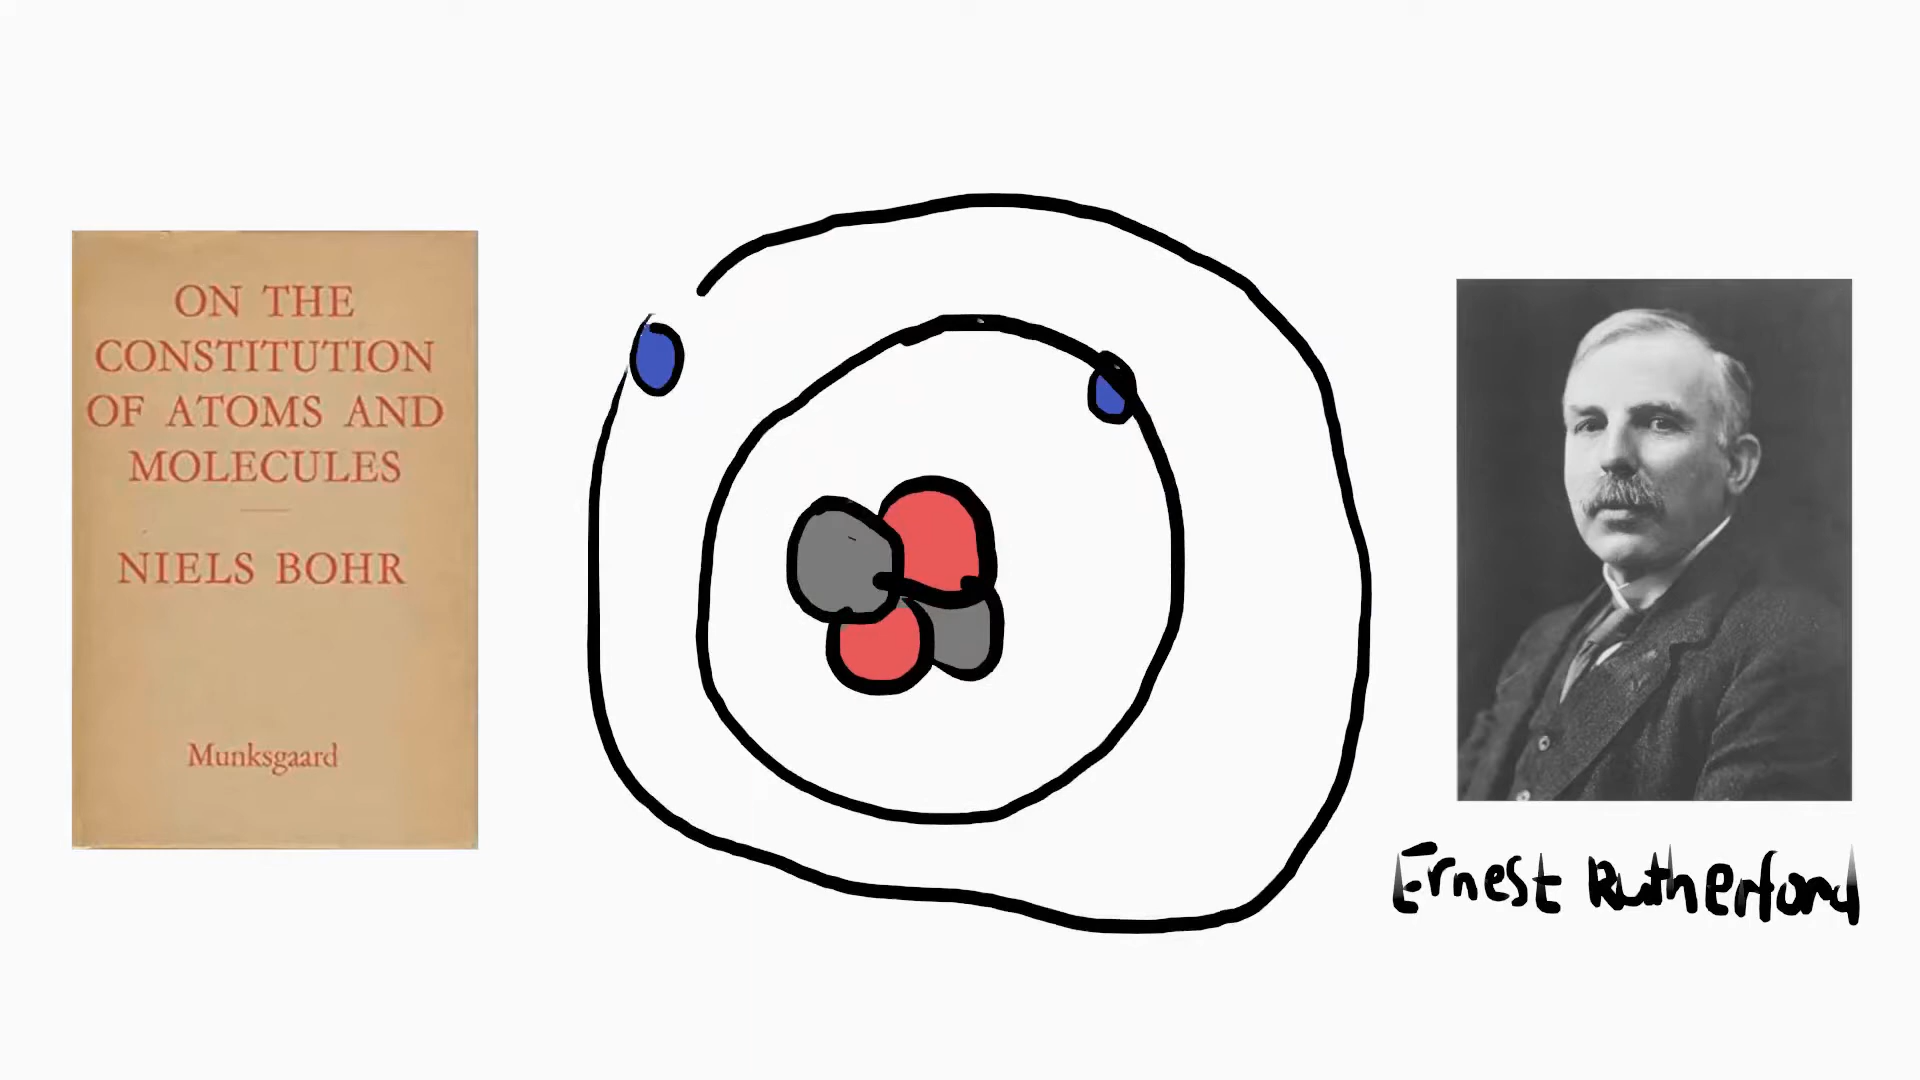 ON THE
CONSTITUTION
OF ATOMS AND
MOLECULES
NIELS BOHR
Munksgaard
Ernest Rutherford